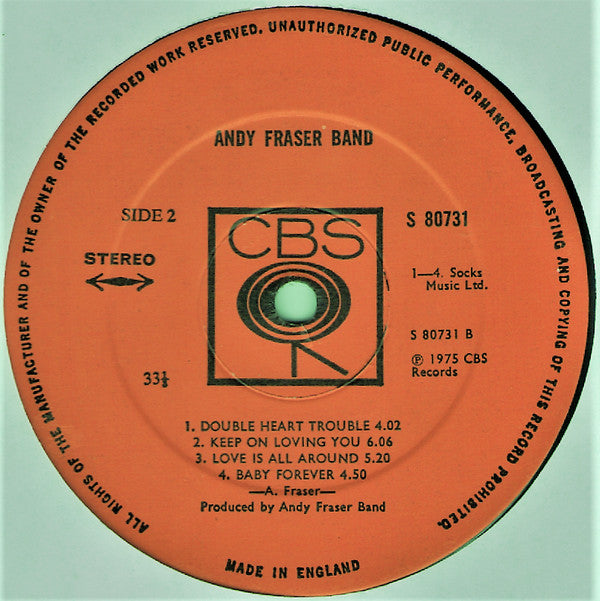 ALL RIGHTS OF THE MANUFACTURER AND OF THE OWNER OF THE RECORDED WORK RESERVED. UNAUTHORIZED PUBLIC PERFORMANCE, BROADCASTING AND COPYING OF THIS RECORD PROHIBITED.
ANDY FRASER BAND
SIDE 2
CBS
S 80731
STEREO
1—4. Socks
Music Ltd.
S 80731 B
℗ 1975 CBS
Records
33⅓
1. DOUBLE HEART TROUBLE 4.02
2. KEEP ON LOVING YOU 6.06
3. LOVE IS ALL AROUND 5.20
4. BABY FOREVER 4.50
—A. Fraser—
Produced by Andy Fraser Band
MADE IN ENGLAND